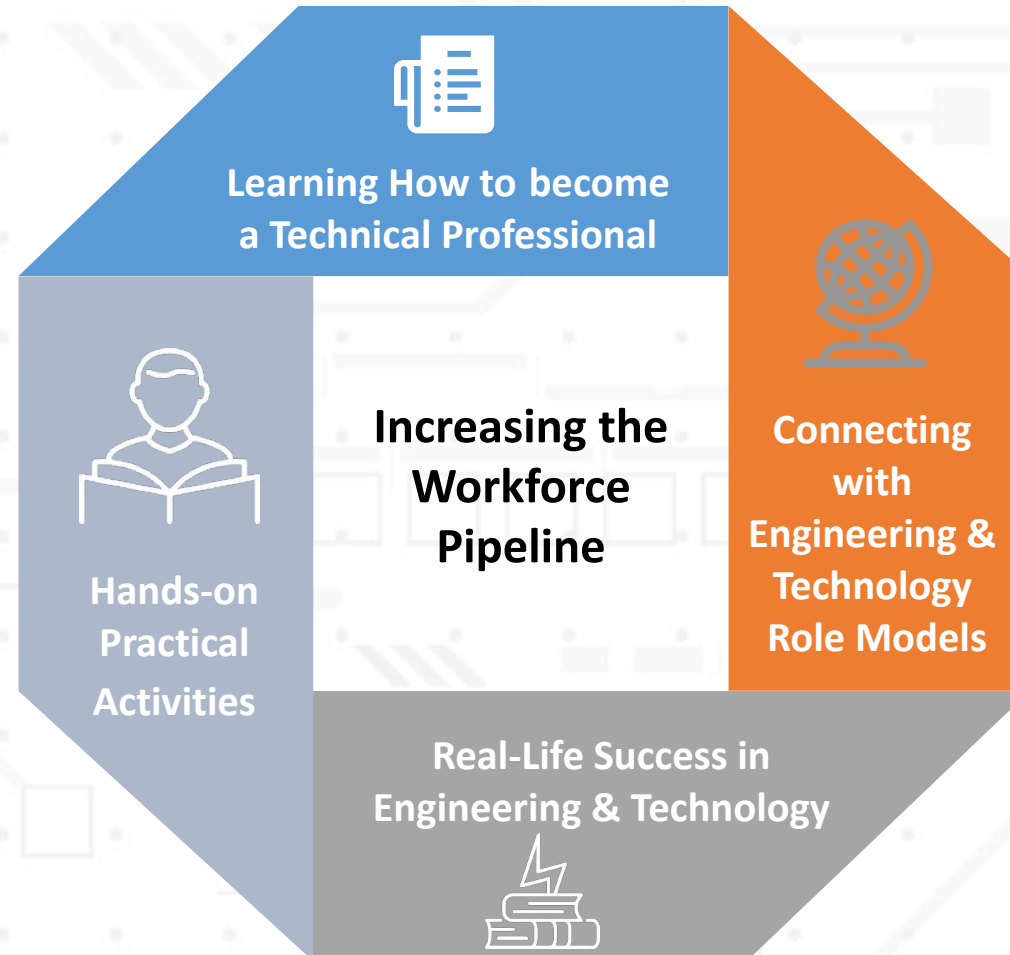 Learning How to become
a Technical Professional
Connecting
with
Engineering &
Technology
Role Models
Increasing the
Workforce
Pipeline
Hands-on
Practical
Activities
Real-Life Success in
Engineering & Technology